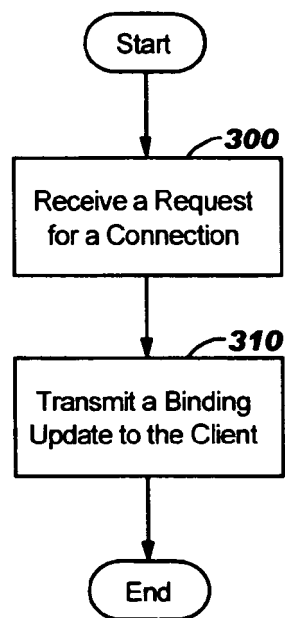 Start
300
Receive a Request
for a Connection
310
Transmit a Binding
Update to the Client
End